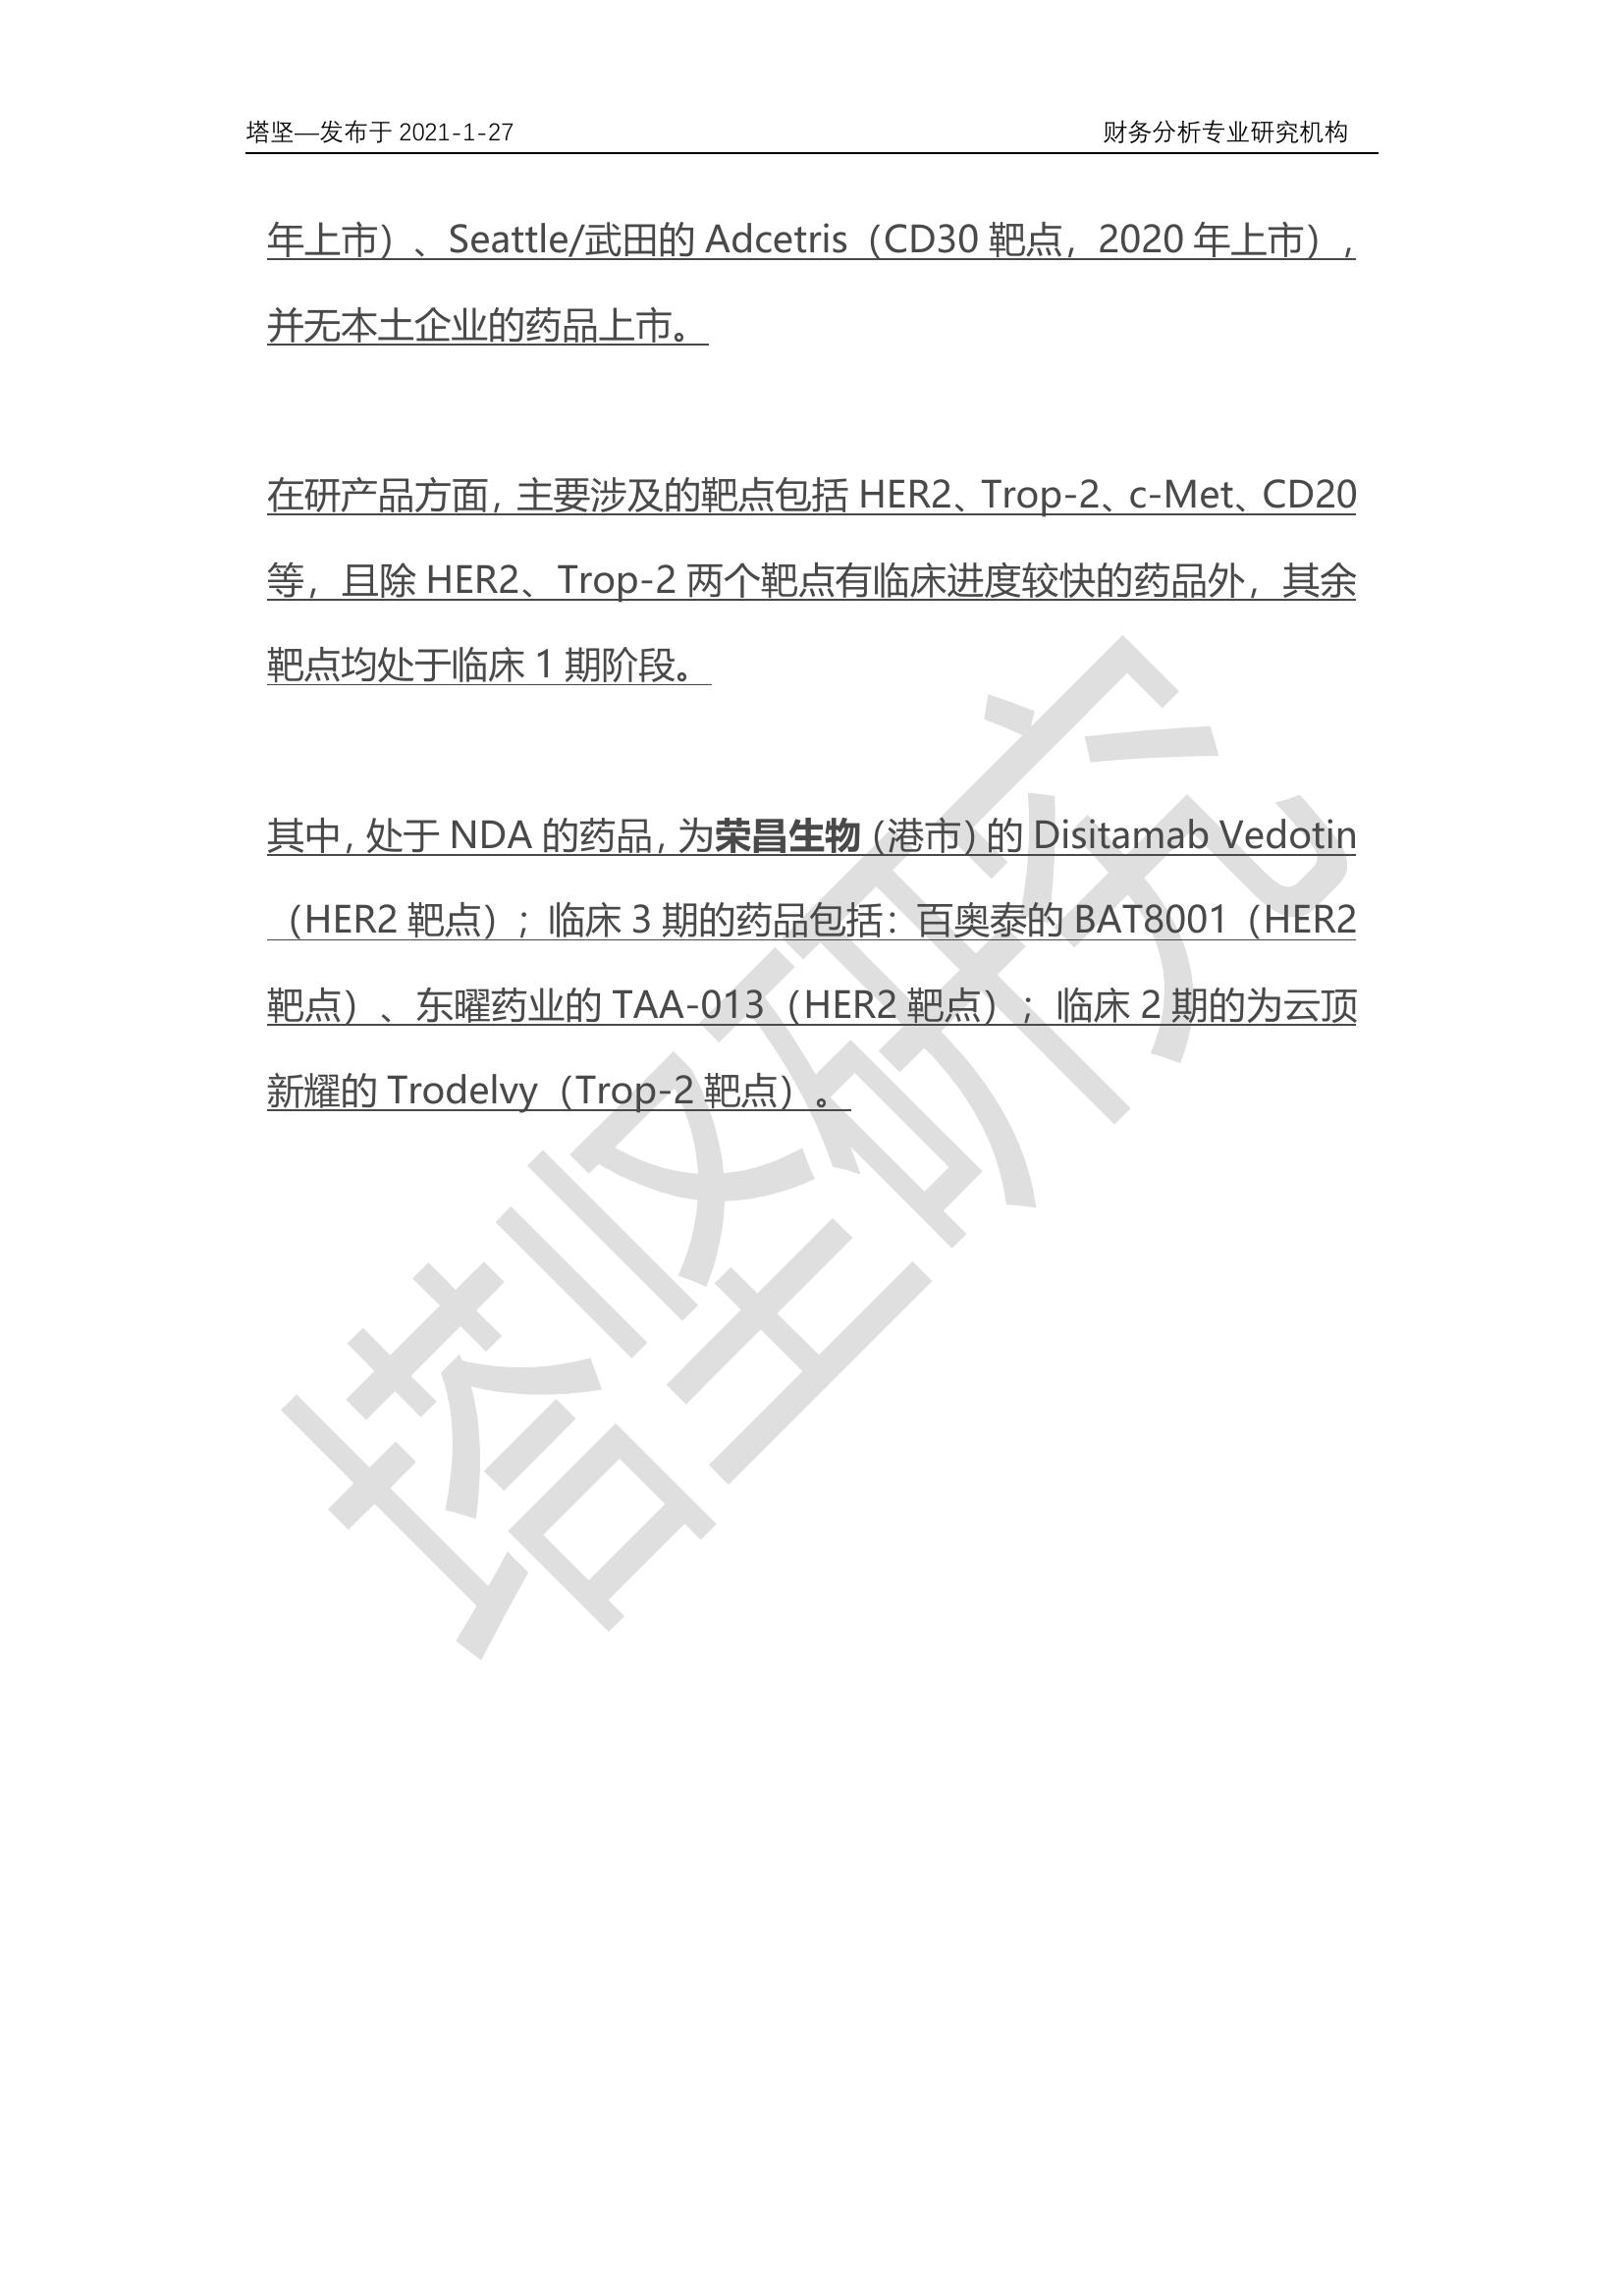 塔坚—发布于 2021-1-27 财务分析专业研究机构
年上市）、Seattle/武田的 Adcetris（CD30 靶点，2020 年上市），
并无本土企业的药品上市。
在研产品方面，主要涉及的靶点包括 HER2、Trop-2、c-Met、CD20
等，且除 HER2、Trop-2 两个靶点有临床进度较快的药品外，其余
靶点均处于临床 1 期阶段。
其中，处于 NDA 的药品，为荣昌生物（港市）的 Disitamab Vedotin
（HER2 靶点）；临床 3 期的药品包括：百奥泰的 BAT8001（HER2
靶点）、东曜药业的 TAA-013（HER2 靶点）；临床 2 期的为云顶
新耀的 Trodelvy（Trop-2 靶点）。
塔坚研究